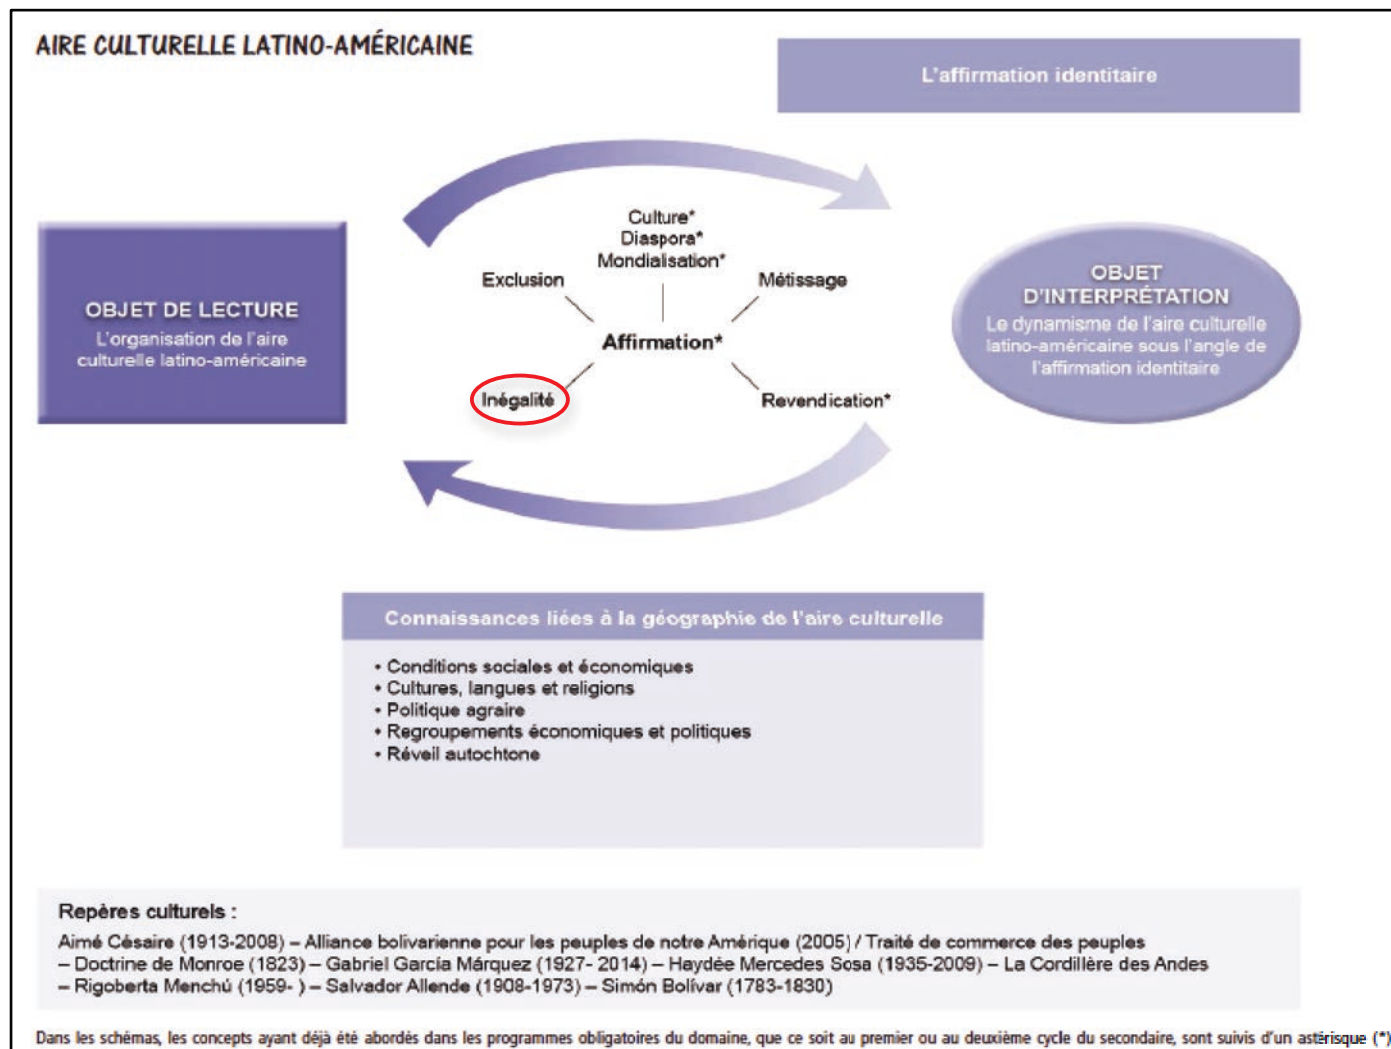 AIRE CULTURELLE LATINO-AMÉRICAINE
L'affirmation identitaire
OBJET DE LECTURE
L'organisation de l'aire
culturelle latino-américaine
Culture*
Diaspora*
Mondialisation*
Exclusion
Métissage
Affirmation*
Inégalité
Revendication*
OBJET
D'INTERPRÉTATION
Le dynamisme de l'aire culturelle
latino-américaine sous l'angle de
l'affirmation identitaire
Connaissances liées à la géographie de l'aire culturelle
• Conditions sociales et économiques
• Cultures, langues et religions
• Politique agraire
• Regroupements économiques et politiques
• Réveil autochtone
Repères culturels :
Aimé Césaire (1913-2008) – Alliance bolivarienne pour les peuples de notre Amérique (2005) / Traité de commerce des peuples
– Doctrine de Monroe (1823) – Gabriel García Márquez (1927- 2014) – Haydée Mercedes Sosa (1935-2009) – La Cordillère des Andes
– Rigoberta Menchú (1959- ) – Salvador Allende (1908-1973) – Simón Bolívar (1783-1830)
Dans les schémas, les concepts ayant déjà été abordés dans les programmes obligatoires du domaine, que ce soit au premier ou au deuxième cycle du secondaire, sont suivis d'un astérisque (*)